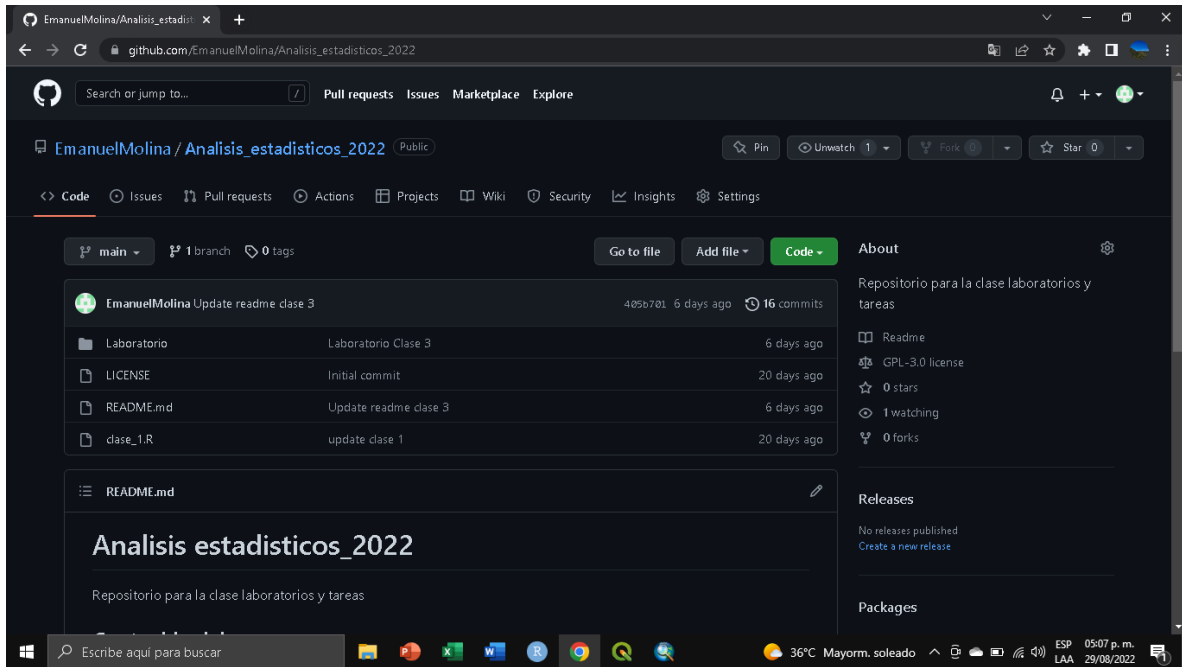 EmanuelMolina/Analisis_estadist
github.com/EmanuelMolina/Analisis_estadisticos_2022
Search or jump to... /
Pull requests Issues Marketplace Explore
EmanuelMolina / Analisis_estadisticos_2022 Public
Pin Unwatch 1 Fork 0 Star 0
Code Issues Pull requests Actions Projects Wiki Security Insights Settings
main 1 branch 0 tags Go to file Add file Code
EmanuelMolina Update readme clase 3 405b701 6 days ago 16 commits
Laboratorio Laboratorio Clase 3 6 days ago
LICENSE Initial commit 20 days ago
README.md Update readme clase 3 6 days ago
clase_1.R update clase 1 20 days ago
README.md
Analisis estadisticos_2022
Repositorio para la clase laboratorios y tareas
About
Repositorio para la clase laboratorios y
tareas
Readme
GPL-3.0 license
0 stars
1 watching
0 forks
Releases
No releases published
Create a new release
Packages
Escribe aquí para buscar
36°C Mayorm. soleado
ESP
LAA
05:07 p. m.
29/08/2022
1